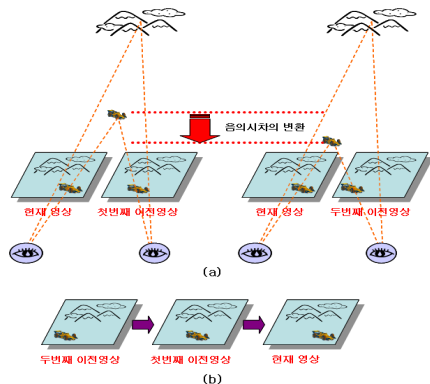 음의시차의 변환
현재 영상 첫번째 이전영상 현재 영상 두번째 이전영상
(a)
두번째 이전영상 첫번째 이전영상 현재 영상
(b)